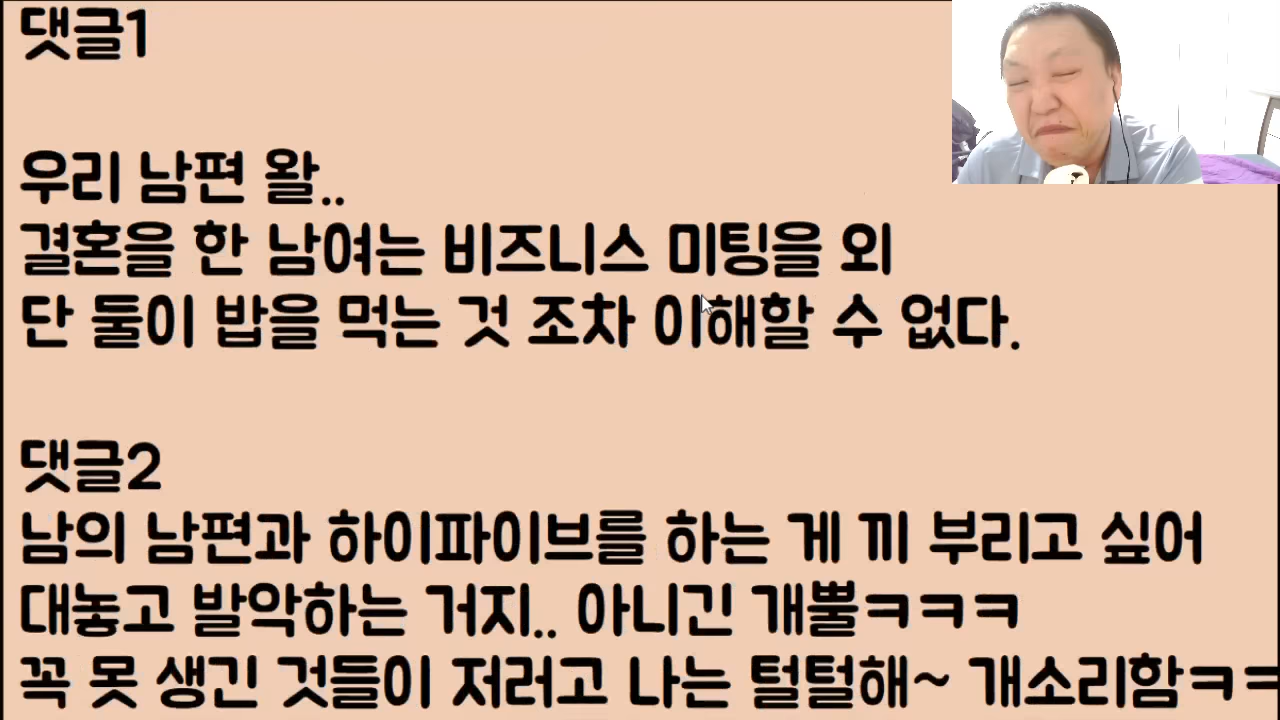 댓글1
우리 남편 왈..
결혼을 한 남여는 비즈니스 미팅을 외
단 둘이 밥을 먹는 것 조차 이해할 수 없다.
댓글2
남의 남편과 하이파이브를 하는 게 끼 부리고 싶어
대놓고 발악하는 거지.. 아니긴 개뿔ㅋㅋㅋ
꼭 못 생긴 것들이 저러고 나는 털털해~ 개소리함ㅋㅋ